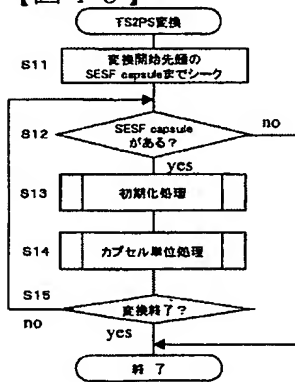 TS2PS変換
S11
変換開始先頭の
SESF capsuleまでシーク
S12
SESF capsule
がある?
no
yes
S13
初期化処理
S14
カプセル単位処理
S15
変換終了?
no
yes
終 了